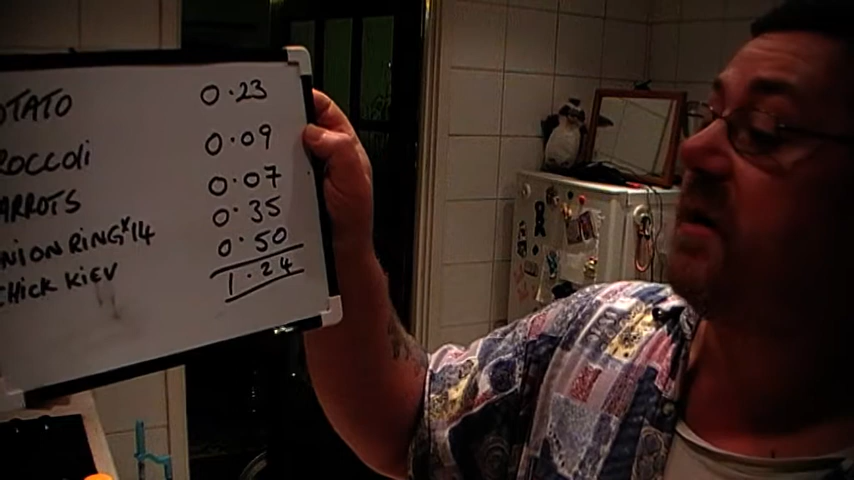 OTATO 0.23
ROCCOLi 0.09
ARROTS 0.07
NION RING*14 0.35
CHICK KIEV 0.50
1.24